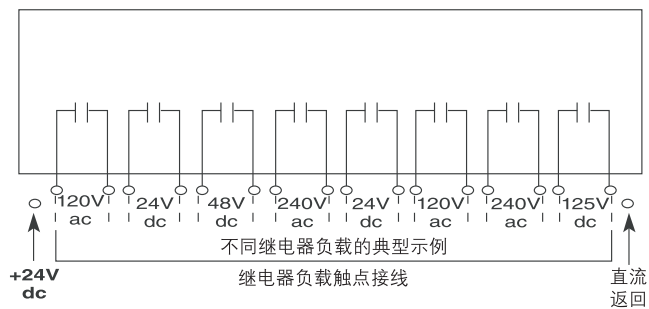 120V ac
24V dc
48V dc
240V ac
24V dc
120V ac
240V ac
125V dc
不同继电器负载的典型示例
继电器负载触点接线
+24V
dc
直流
返回